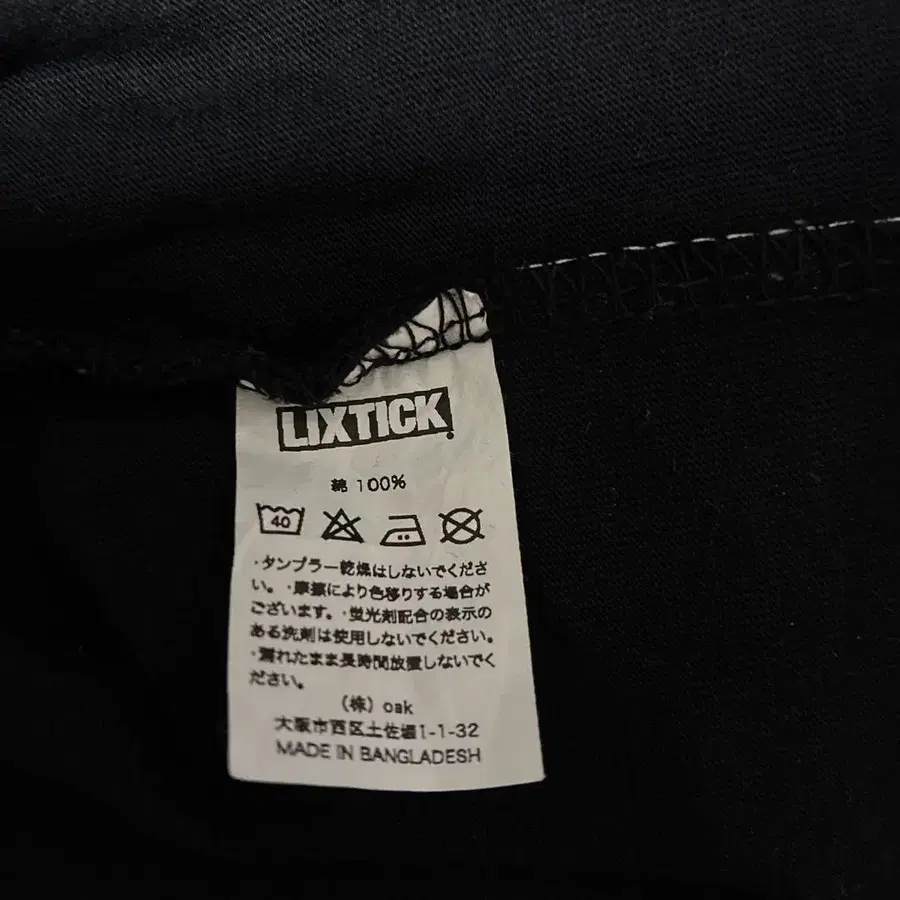 LIXTICK
綿 100%
40
・タンブラー乾燥はしないでくださ
い。・摩擦により色移りする場合が
ございます。・蛍光剤配合の表示の
ある洗剤は使用しないでください。
・濡れたまま長時間放置しないでく
ださい。
(株) oak
大阪市西区土佐堀1-1-32
MADE IN BANGLADESH